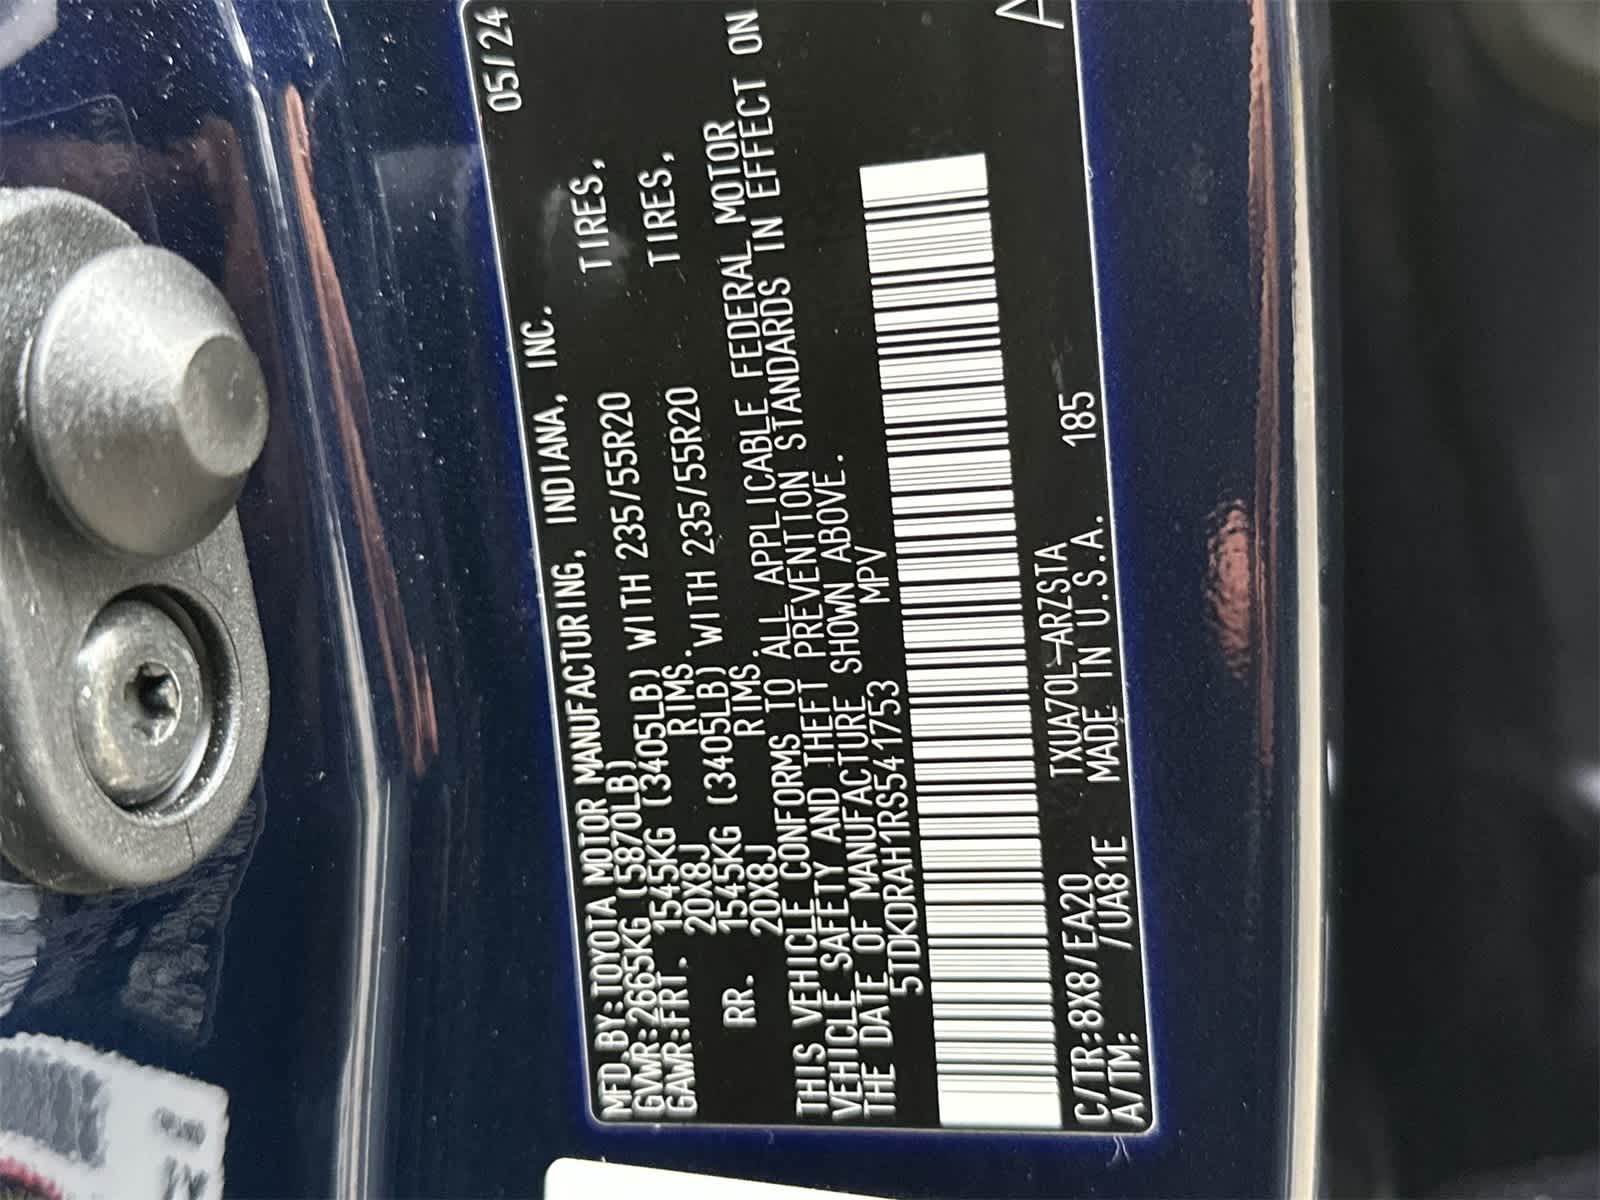 MFD.BY:TOYOTA MOTOR MANUFACTURING, INDIANA, INC. 05/24
GVWR:2665KG(5870LB)
GAWR:FRT. 1545KG (3405LB) WITH 235/55R20 TIRES,
20X8J RIMS.
RR. 1545KG (3405LB) WITH 235/55R20 TIRES,
20X8J RIMS.
THIS VEHICLE CONFORMS TO ALL APPLICABLE FEDERAL MOTOR
VEHICLE SAFETY AND THEFT PREVENTION STANDARDS IN EFFECT ON
THE DATE OF MANUFACTURE SHOWN ABOVE.
5TDKDRAH1RS541753 MPV
C/TR:8X8/EA20 TXUA70L-ARZSTA A
A/TM: /UA81E MADE IN U.S.A. 185